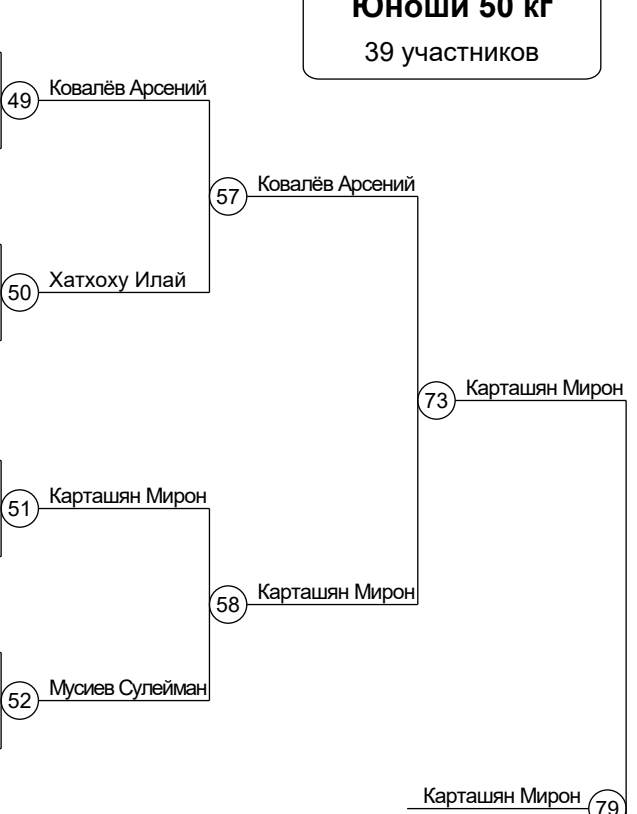 Юноши 50 кг
39 участников
49 Ковалёв Арсений
57 Ковалёв Арсений
50 Хатхоху Илай
73 Карташян Мирон
51 Карташян Мирон
58 Карташян Мирон
52 Мусиев Сулейман
Карташян Мирон 79